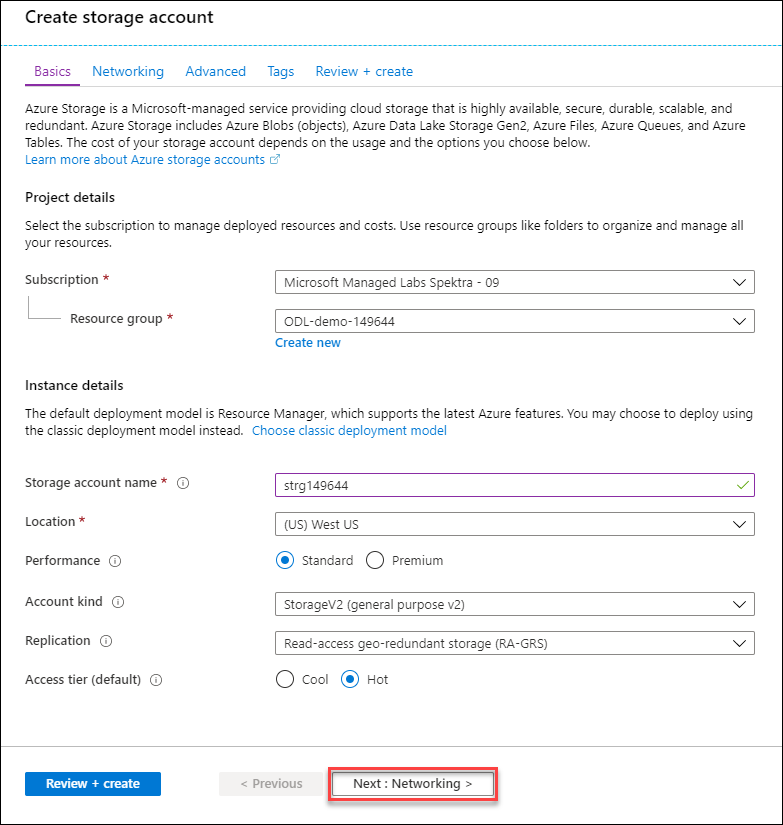 Create storage account
Basics Networking Advanced Tags Review + create
Azure Storage is a Microsoft-managed service providing cloud storage that is highly available, secure, durable, scalable, and
redundant. Azure Storage includes Azure Blobs (objects), Azure Data Lake Storage Gen2, Azure Files, Azure Queues, and Azure
Tables. The cost of your storage account depends on the usage and the options you choose below.
Learn more about Azure storage accounts
Project details
Select the subscription to manage deployed resources and costs. Use resource groups like folders to organize and manage all
your resources.
Subscription * Microsoft Managed Labs Spektra - 09
Resource group * ODL-demo-149644
Create new
Instance details
The default deployment model is Resource Manager, which supports the latest Azure features. You may choose to deploy using
the classic deployment model instead. Choose classic deployment model
Storage account name * strg149644
Location * (US) West US
Performance Standard Premium
Account kind StorageV2 (general purpose v2)
Replication Read-access geo-redundant storage (RA-GRS)
Access tier (default) Cool Hot
Review + create < Previous Next : Networking >